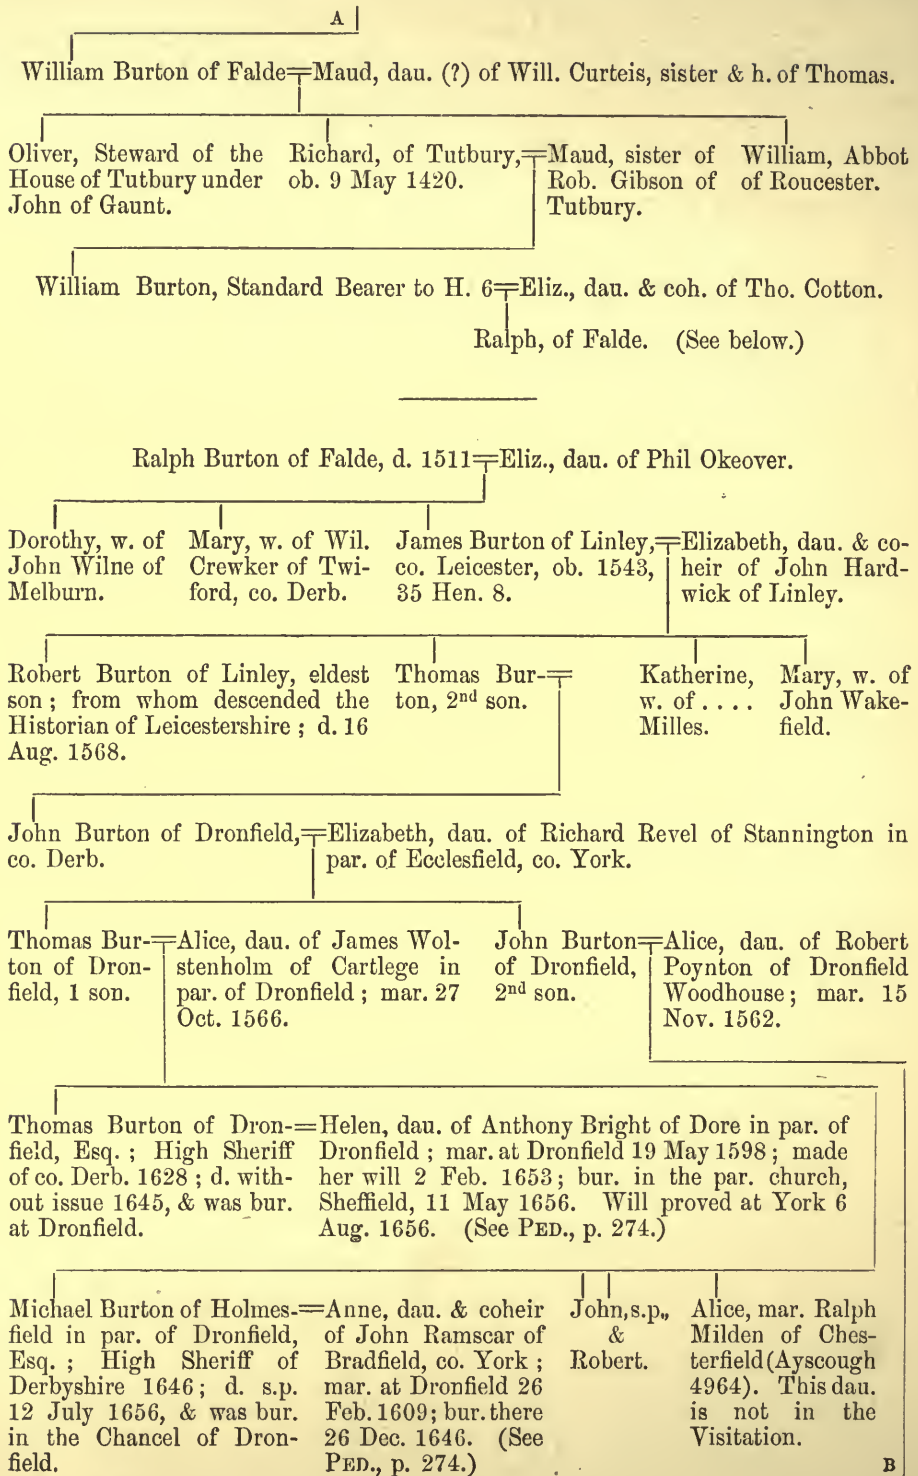 A
William Burton of Falde=Maud, dau. (?) of Will. Curteis, sister & h. of Thomas.
Oliver, Steward of the
House of Tutbury under
John of Gaunt.
Richard, of Tutbury,=
ob. 9 May 1420.
Maud, sister of
Rob. Gibson of
Tutbury.
William, Abbot
of Roucester.
William Burton, Standard Bearer to H. 6=Eliz., dau. & coh. of Tho. Cotton.
Ralph, of Falde. (See below.)
Ralph Burton of Falde, d. 1511=Eliz., dau. of Phil Okeover.
Dorothy, w. of
John Wilne of
Melburn.
Mary, w. of Wil.
Crewker of Twi-
ford, co. Derb.
James Burton of Linley,=
co. Leicester, ob. 1543,
35 Hen. 8.
Elizabeth, dau. & co-
heir of John Hard-
wick of Linley.
Robert Burton of Linley, eldest
son; from whom descended the
Historian of Leicestershire; d. 16
Aug. 1568.
Thomas Bur-=
ton, 2nd son.
Katherine,
w. of ....
Milles.
Mary, w. of
John Wake-
field.
John Burton of Dronfield,=
co. Derb.
Elizabeth, dau. of Richard Revel of Stannington in
par. of Ecclesfield, co. York.
Thomas Bur-=
ton of Dron-
field, 1 son.
Alice, dau. of James Wol-
stenholm of Cartlege in
par. of Dronfield; mar. 27
Oct. 1566.
John Burton=
of Dronfield,
2nd son.
Alice, dau. of Robert
Poynton of Dronfield
Woodhouse; mar. 15
Nov. 1562.
Thomas Burton of Dron-=
field, Esq.; High Sheriff
of co. Derb. 1628; d. with-
out issue 1645, & was bur.
at Dronfield.
Helen, dau. of Anthony Bright of Dore in par. of
Dronfield; mar. at Dronfield 19 May 1598; made
her will 2 Feb. 1653; bur. in the par. church,
Sheffield, 11 May 1656. Will proved at York 6
Aug. 1656. (See PED., p. 274.)
Michael Burton of Holmes-=
field in par. of Dronfield,
Esq.; High Sheriff of
Derbyshire 1646; d. s.p.
12 July 1656, & was bur.
in the Chancel of Dron-
field.
Anne, dau. & coheir
of John Ramscar of
Bradfield, co. York;
mar. at Dronfield 26
Feb. 1609; bur. there
26 Dec. 1646. (See
PED., p. 274.)
John, s.p.,
&
Robert.
Alice, mar. Ralph
Milden of Ches-
terfield (Ayscough
4964). This dau.
is not in the
Visitation.
B